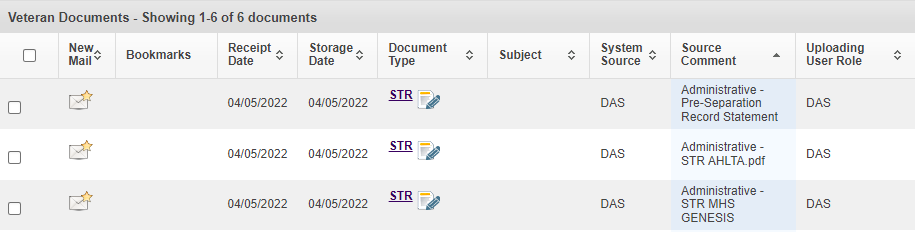 Veteran Documents - Showing 1-6 of 6 documents
New Mail Bookmarks Receipt Date Storage Date Document Type Subject System Source Source Comment Uploading User Role
04/05/2022 04/05/2022 STR DAS Administrative - Pre-Separation Record Statement DAS
04/05/2022 04/05/2022 STR DAS Administrative - STR AHLTA.pdf DAS
04/05/2022 04/05/2022 STR DAS Administrative - STR MHS GENESIS DAS